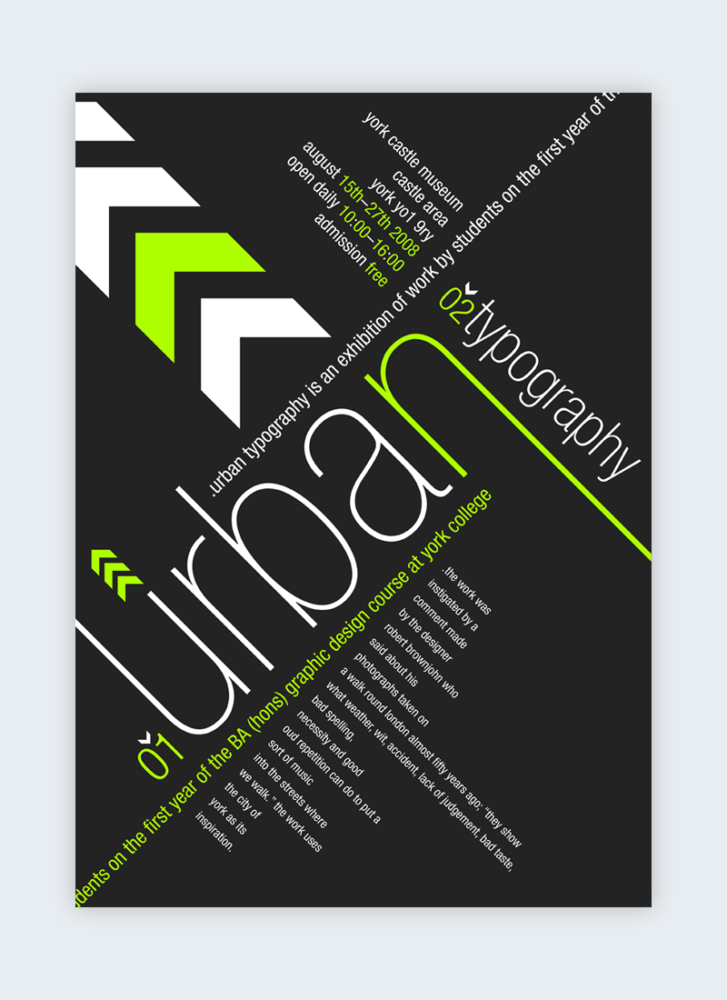 york castle museum
castle area
york yo1 9ry
august 15th–27th 2008
open daily 10:00–16:00
admission free
.urban typography is an exhibition of work by students on the first year of th
02
typography
urban
01
udents on the first year of the BA (hons) graphic design course at york college
.the work was
instigated by a
comment made
by the designer
robert brownjohn who
said about his
photographs taken on
a walk round london almost fifty years ago: “they show
what weather, wit, accident, lack of judgement, bad taste,
bad spelling,
necessity and good
oud repetition can do to put a
sort of music
into the streets where
we walk.” the work uses
the city of
york as its
inspiration.